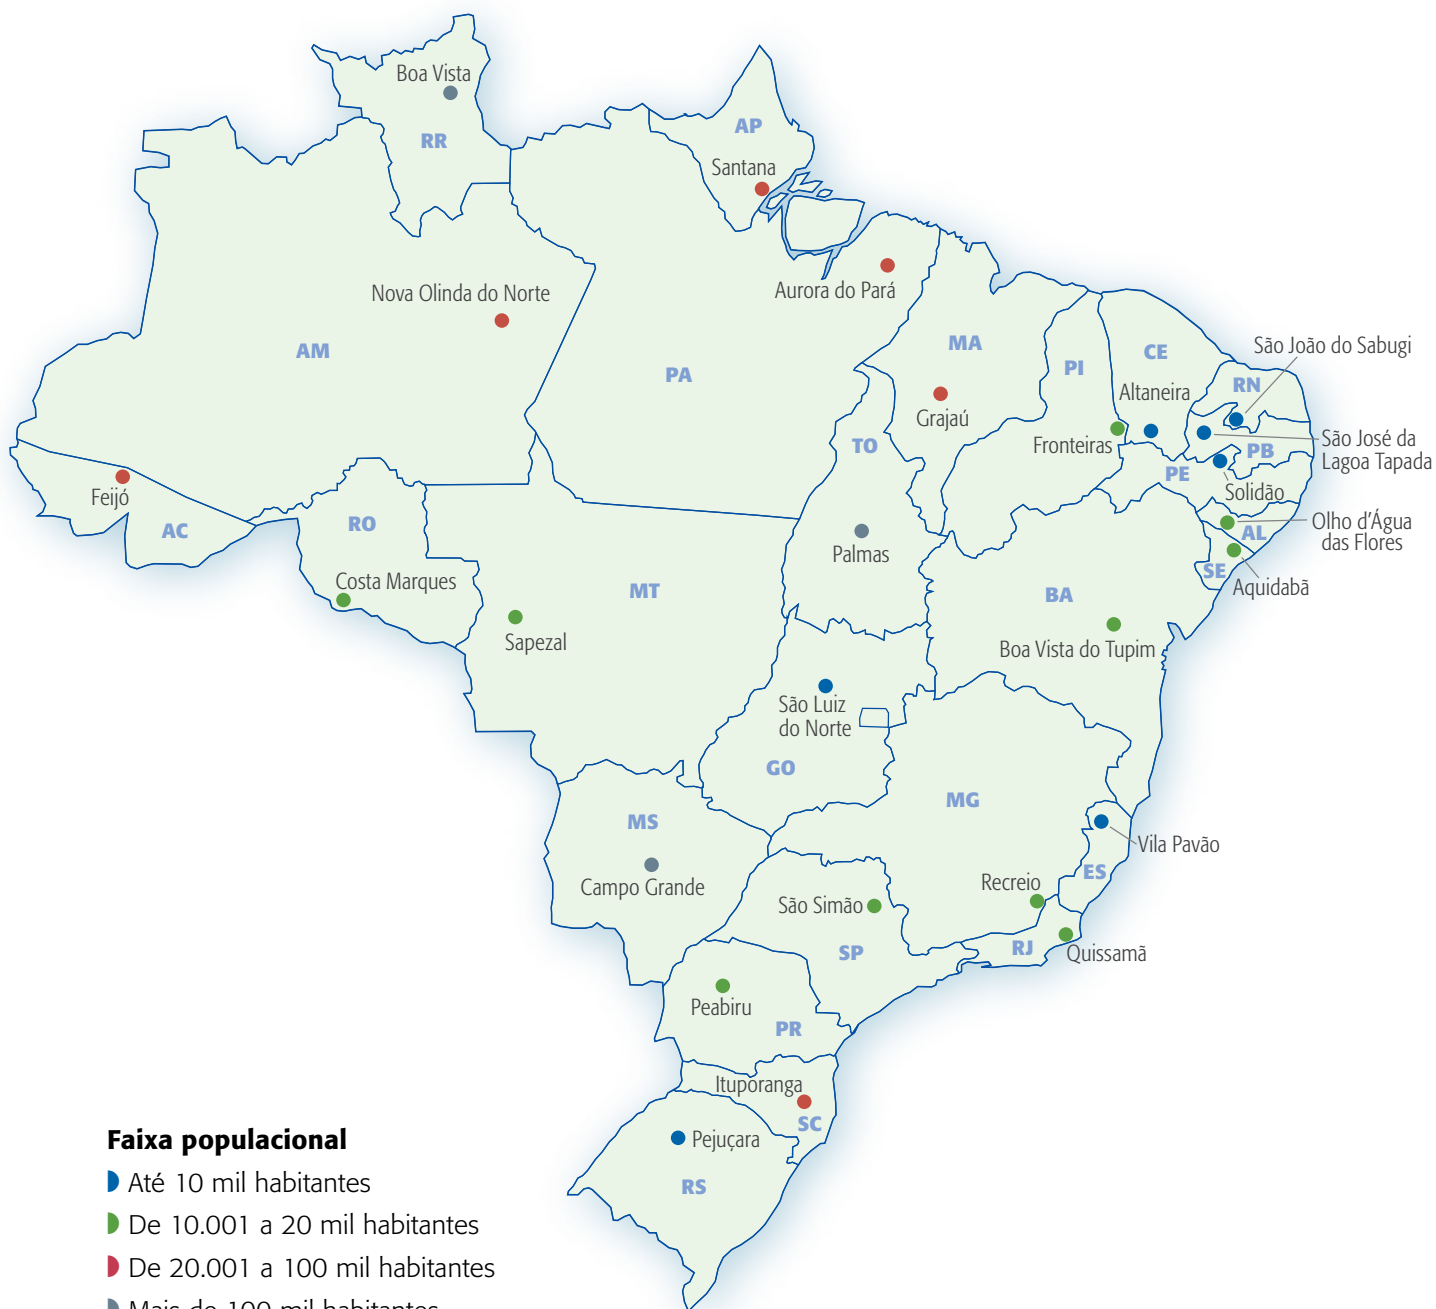 Boa Vista
RR
AP
Santana
Aurora do Pará
Nova Olinda do Norte
AM
PA
MA
Grajaú
PI
CE
Altaneira
Fronteiras
São João do Sabugi
RN
São José da
Lagoa Tapada
PB
PE
Solidão
Olho d'Água
das Flores
AL
SE
Aquidabã
TO
Palmas
Feijó
AC
RO
Costa Marques
MT
Sapezal
BA
Boa Vista do Tupim
São Luiz
do Norte
GO
MG
MS
Campo Grande
Vila Pavão
ES
Recreio
São Simão
SP
RJ
Quissamã
Peabiru
PR
Ituporanga
SC
Pejuçara
RS
Faixa populacional
Até 10 mil habitantes
De 10.001 a 20 mil habitantes
De 20.001 a 100 mil habitantes
Mais de 100 mil habitantes